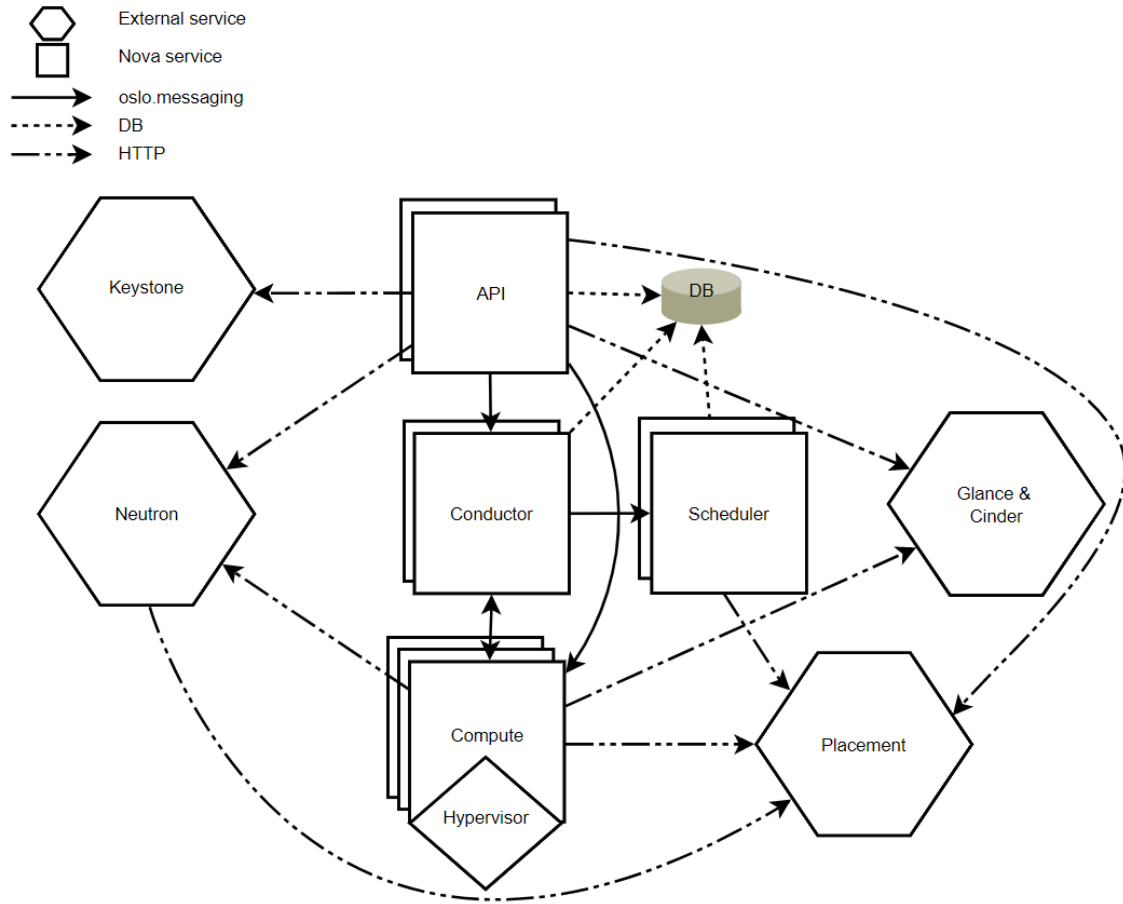 External service
Nova service
oslo.messaging
DB
HTTP
Keystone
API
DB
Neutron
Conductor
Scheduler
Glance &
Cinder
Compute
Placement
Hypervisor